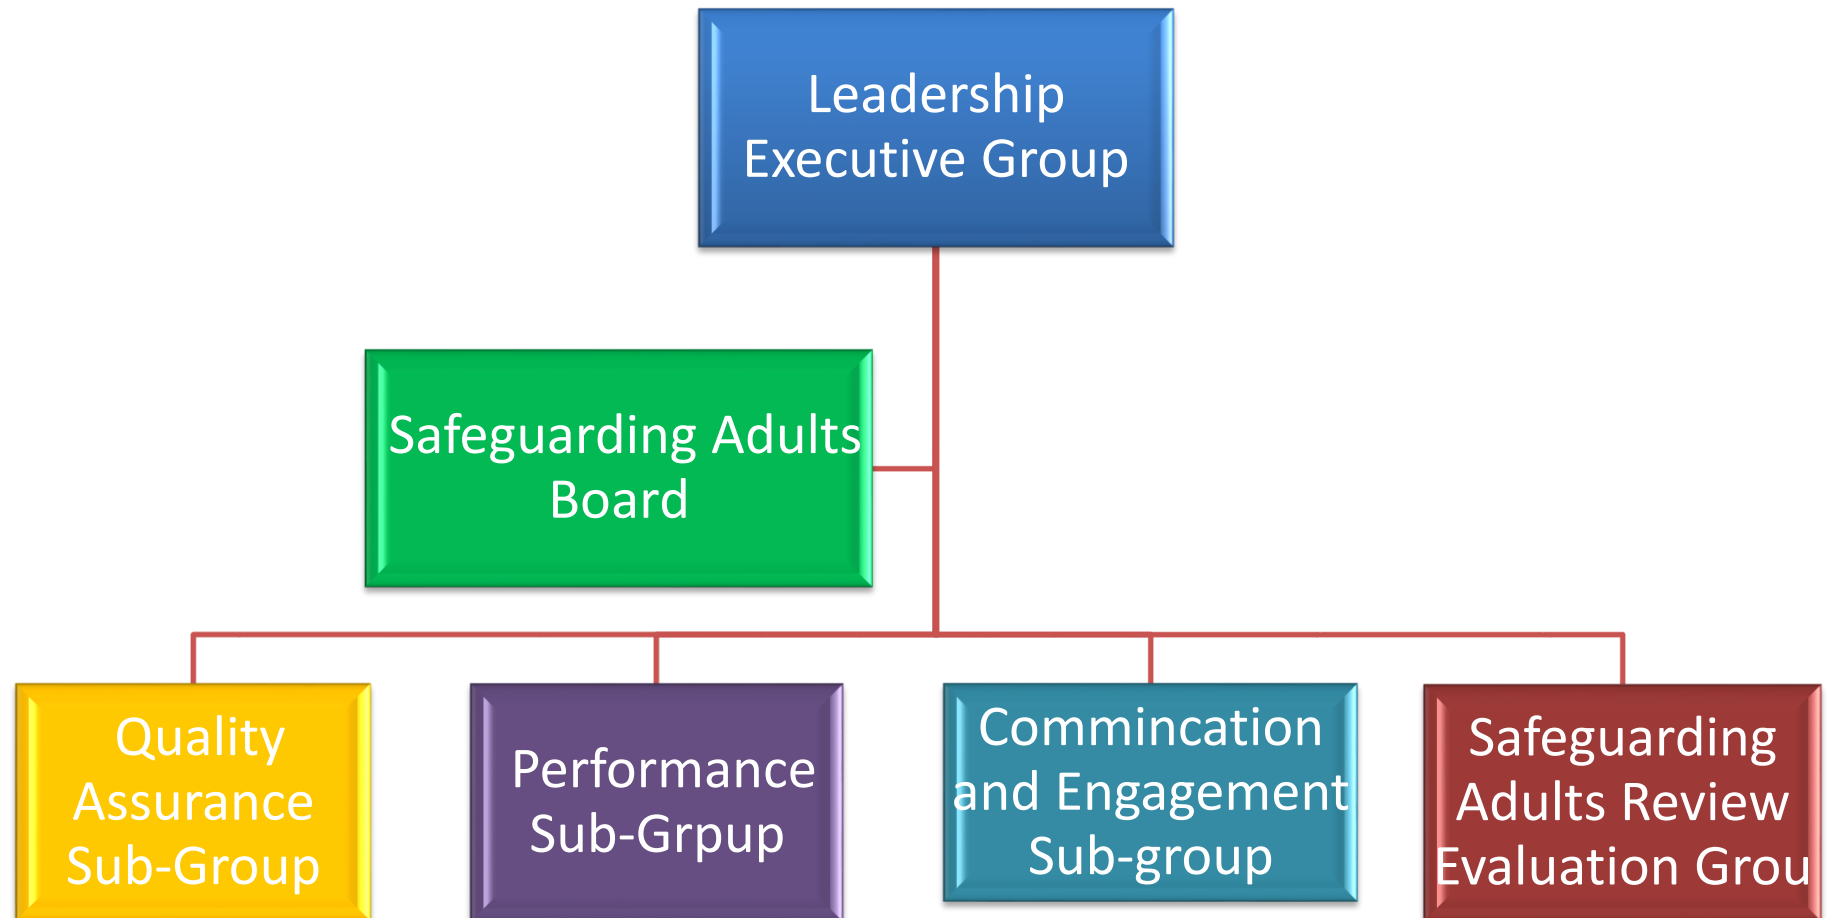 Leadership
Executive Group
Safeguarding Adults
Board
Quality
Assurance
Sub-Group
Performance
Sub-Grpup
Commincation
and Engagement
Sub-group
Safeguarding
Adults Review
Evaluation Grou